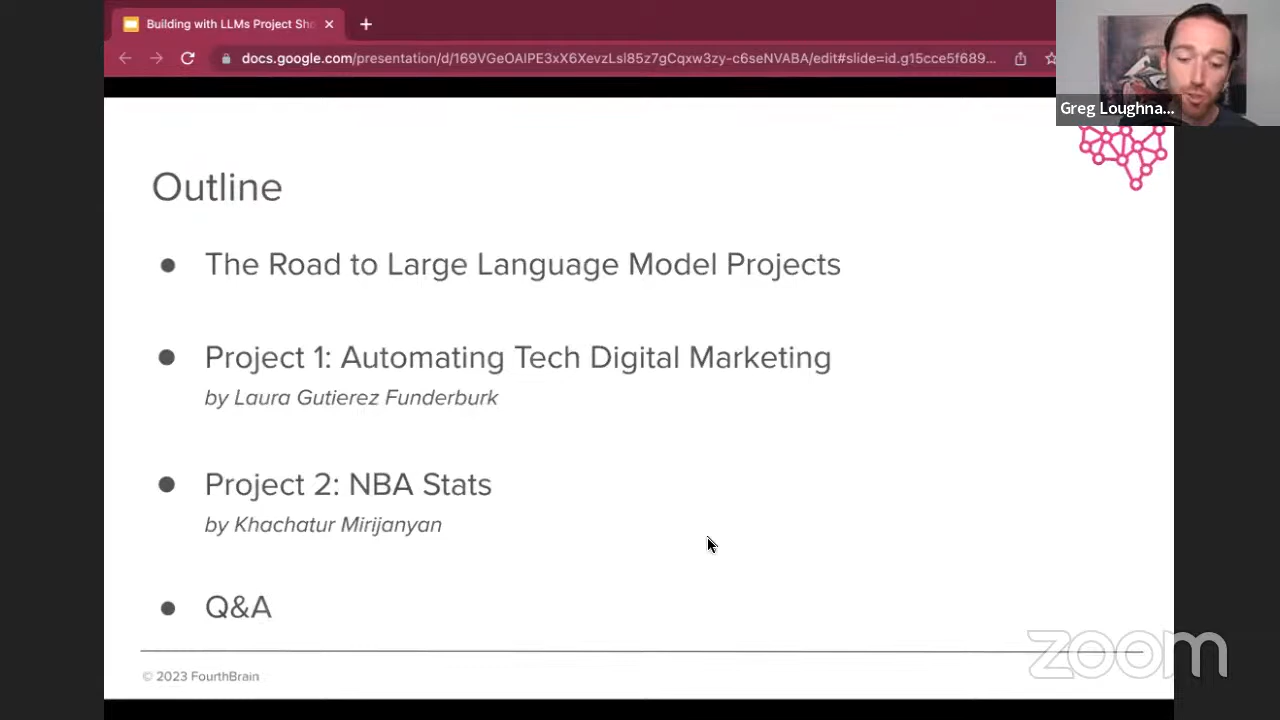 Building with LLMs Project Sho
docs.google.com/presentation/d/169VGeOAlPE3xX6XevzLsl85z7gCqxw3zy-c6seNVABA/edit#slide=id.g15cce5f689...
Greg Loughna...
Outline
● The Road to Large Language Model Projects
● Project 1: Automating Tech Digital Marketing
by Laura Gutierez Funderburk
● Project 2: NBA Stats
by Khachatur Mirijanyan
● Q&A
© 2023 FourthBrain
zoom